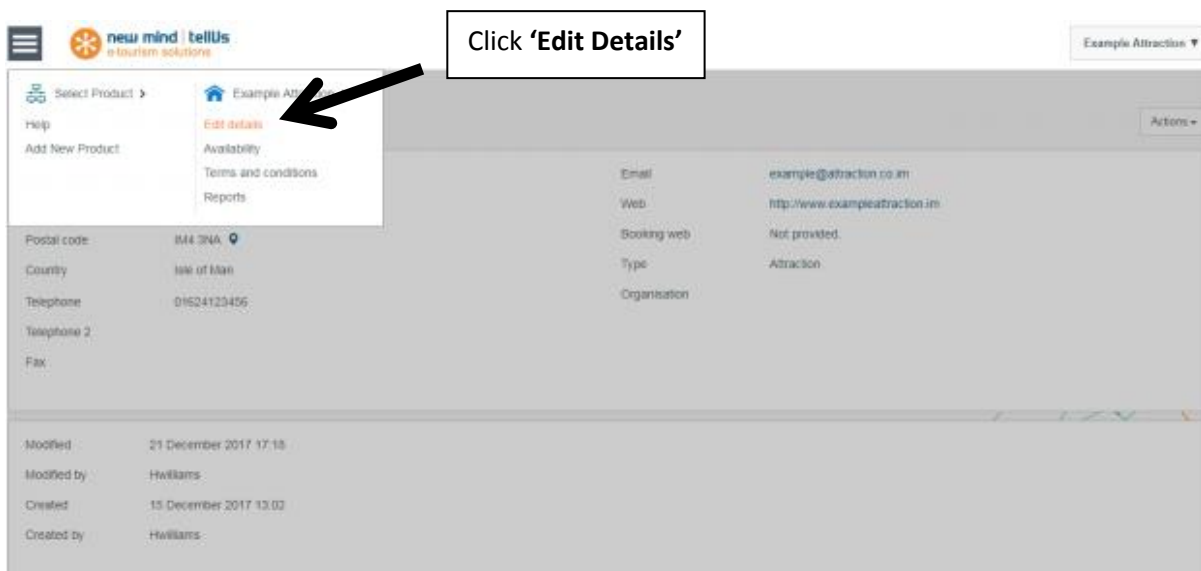 Click 'Edit Details'
new mind | tellUs
e-tourism solutions
Example Attraction ▼
Select Product >
Example
Help
Edit details
Add New Product
Availability
Terms and conditions
Reports
Actions
Email example@attraction.co.im
Web http://www.exampleattraction.im
Booking web Not provided.
Type Attraction
Organisation
Postal code IM4 3NA
Country Isle of Man
Telephone 01624123456
Telephone 2
Fax
Modified 21 December 2017 17:18
Modified by Hwilliams
Created 15 December 2017 13:02
Created by Hwilliams